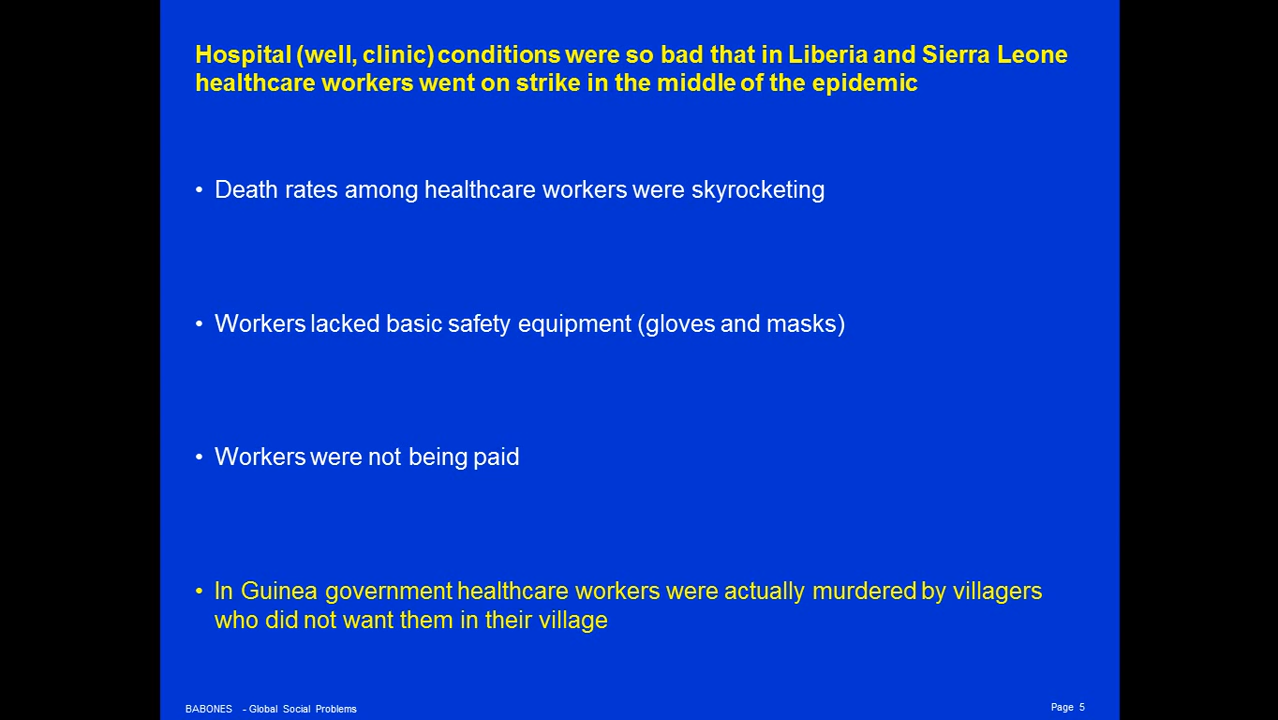 Hospital (well, clinic) conditions were so bad that in Liberia and Sierra Leone
healthcare workers went on strike in the middle of the epidemic
• Death rates among healthcare workers were skyrocketing
• Workers lacked basic safety equipment (gloves and masks)
• Workers were not being paid
• In Guinea government healthcare workers were actually murdered by villagers
who did not want them in their village
BABONES - Global Social Problems
Page 5